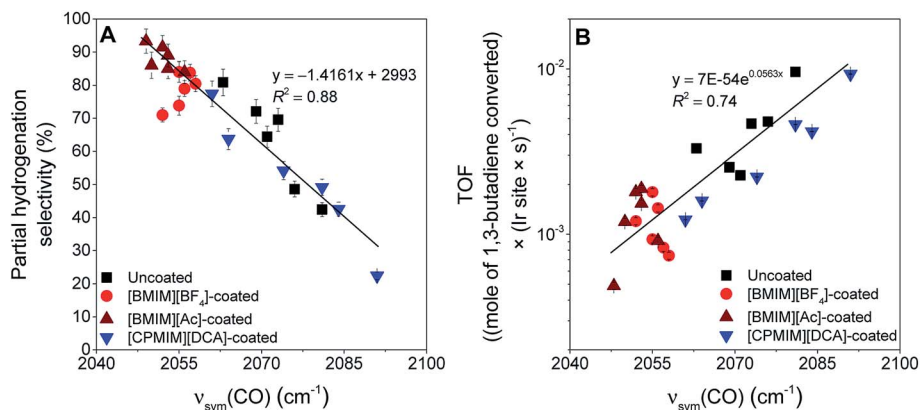 A
100
90
80
70
60
50
40
30
20
10
0
Partial hydrogenation
selectivity (%)
y = −1.4161x + 2993
R² = 0.88
Uncoated
[BMIM][BF₄]-coated
[BMIM][Ac]-coated
[CPMIM][DCA]-coated
2040 2055 2070 2085 2100
νsym(CO) (cm⁻¹)
B
10⁻²
10⁻³
TOF
((mole of 1,3-butadiene converted)
× (Ir site × s)⁻¹)
y = 7E-54e⁰·⁰⁵⁶³ˣ
R² = 0.74
Uncoated
[BMIM][BF₄]-coated
[BMIM][Ac]-coated
[CPMIM][DCA]-coated
2040 2055 2070 2085 2100
νsym(CO) (cm⁻¹)